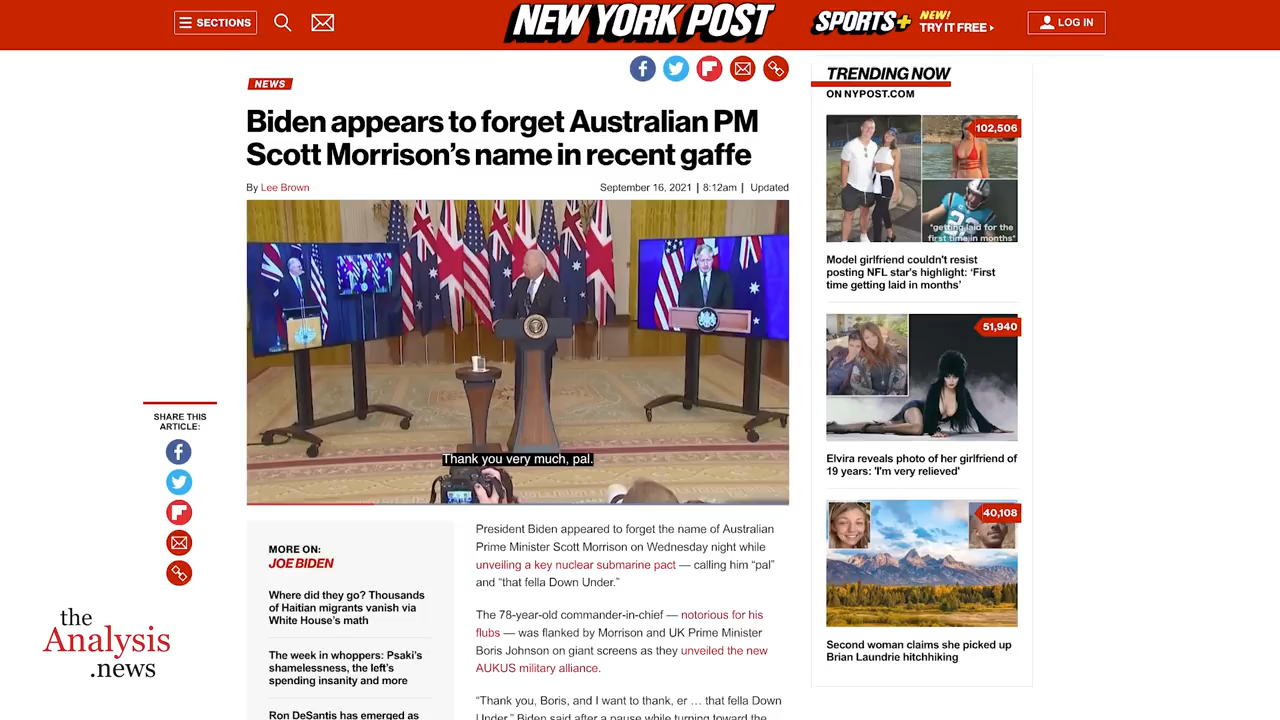 SECTIONS
NEW YORK POST
SPORTS+
NEW!
TRY IT FREE
LOG IN
NEWS
Biden appears to forget Australian PM
Scott Morrison's name in recent gaffe
By Lee Brown
September 16, 2021 | 8:12am | Updated
Thank you very much, pal.
SHARE THIS
ARTICLE:
MORE ON:
JOE BIDEN
Where did they go? Thousands
of Haitian migrants vanish via
White House's math
The week in whoppers: Psaki's
shamelessness, the left's
spending insanity and more
Ron DeSantis has emerged as
President Biden appeared to forget the name of Australian
Prime Minister Scott Morrison on Wednesday night while
unveiling a key nuclear submarine pact — calling him “pal”
and “that fella Down Under.”
The 78-year-old commander-in-chief — notorious for his
flubs — was flanked by Morrison and UK Prime Minister
Boris Johnson on giant screens as they unveiled the new
AUKUS military alliance.
“Thank you, Boris, and I want to thank, er … that fella Down
Under,” Biden said after a pause while turning toward the
TRENDING NOW
ON NYPOST.COM
102,506
"getting laid for the
first time in months"
Model girlfriend couldn't resist
posting NFL star's highlight: ‘First
time getting laid in months’
51,940
Elvira reveals photo of her girlfriend of
19 years: 'I'm very relieved'
40,108
Second woman claims she picked up
Brian Laundrie hitchhiking
the
Analysis
.news